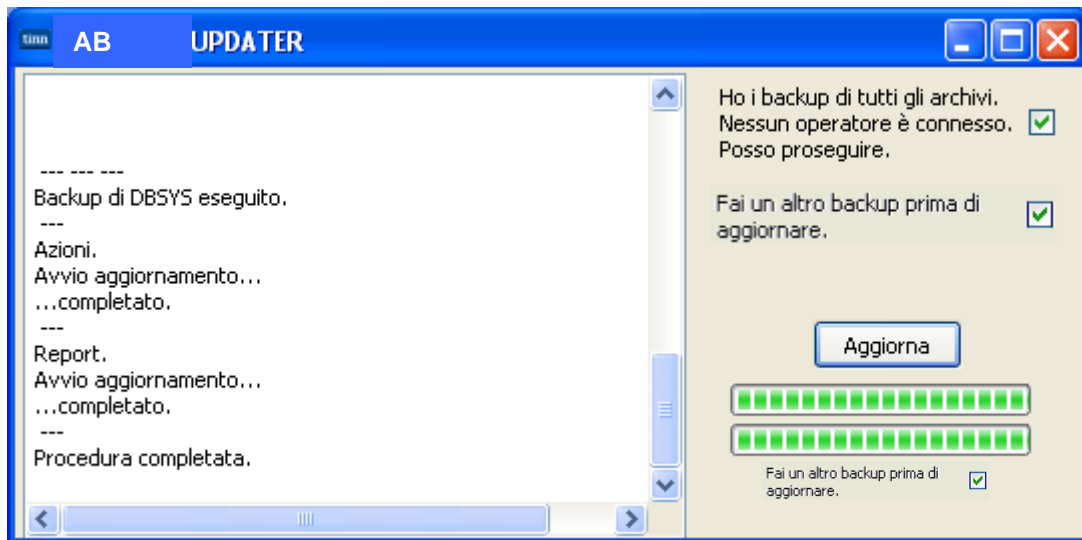 tinn AB UPDATER
--- --- ---
Backup di DBSYS eseguito.
---
Azioni.
Avvio aggiornamento...
...completato.
---
Report.
Avvio aggiornamento...
...completato.
---
Procedura completata.
Ho i backup di tutti gli archivi.
Nessun operatore è connesso.
Posso proseguire.
Fai un altro backup prima di
aggiornare.
Aggiorna
Fai un altro backup prima di
aggiornare.